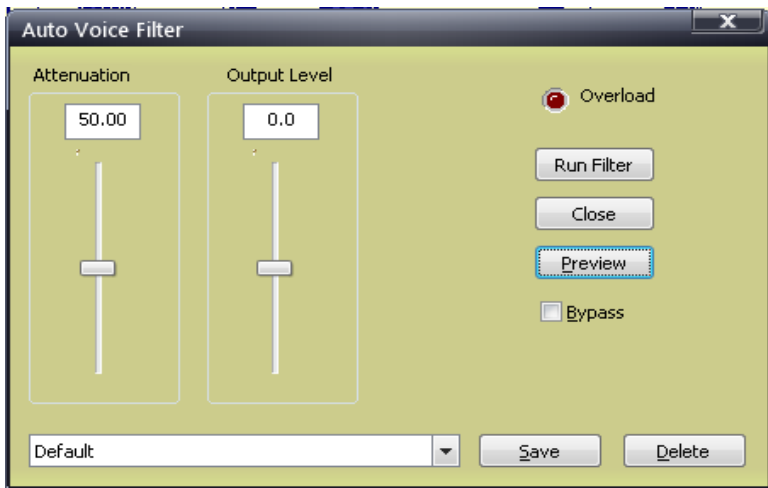 Auto Voice Filter
X
Attenuation
Output Level
50.00
0.0
Overload
Run Filter
Close
Preview
Bypass
Default
Save
Delete